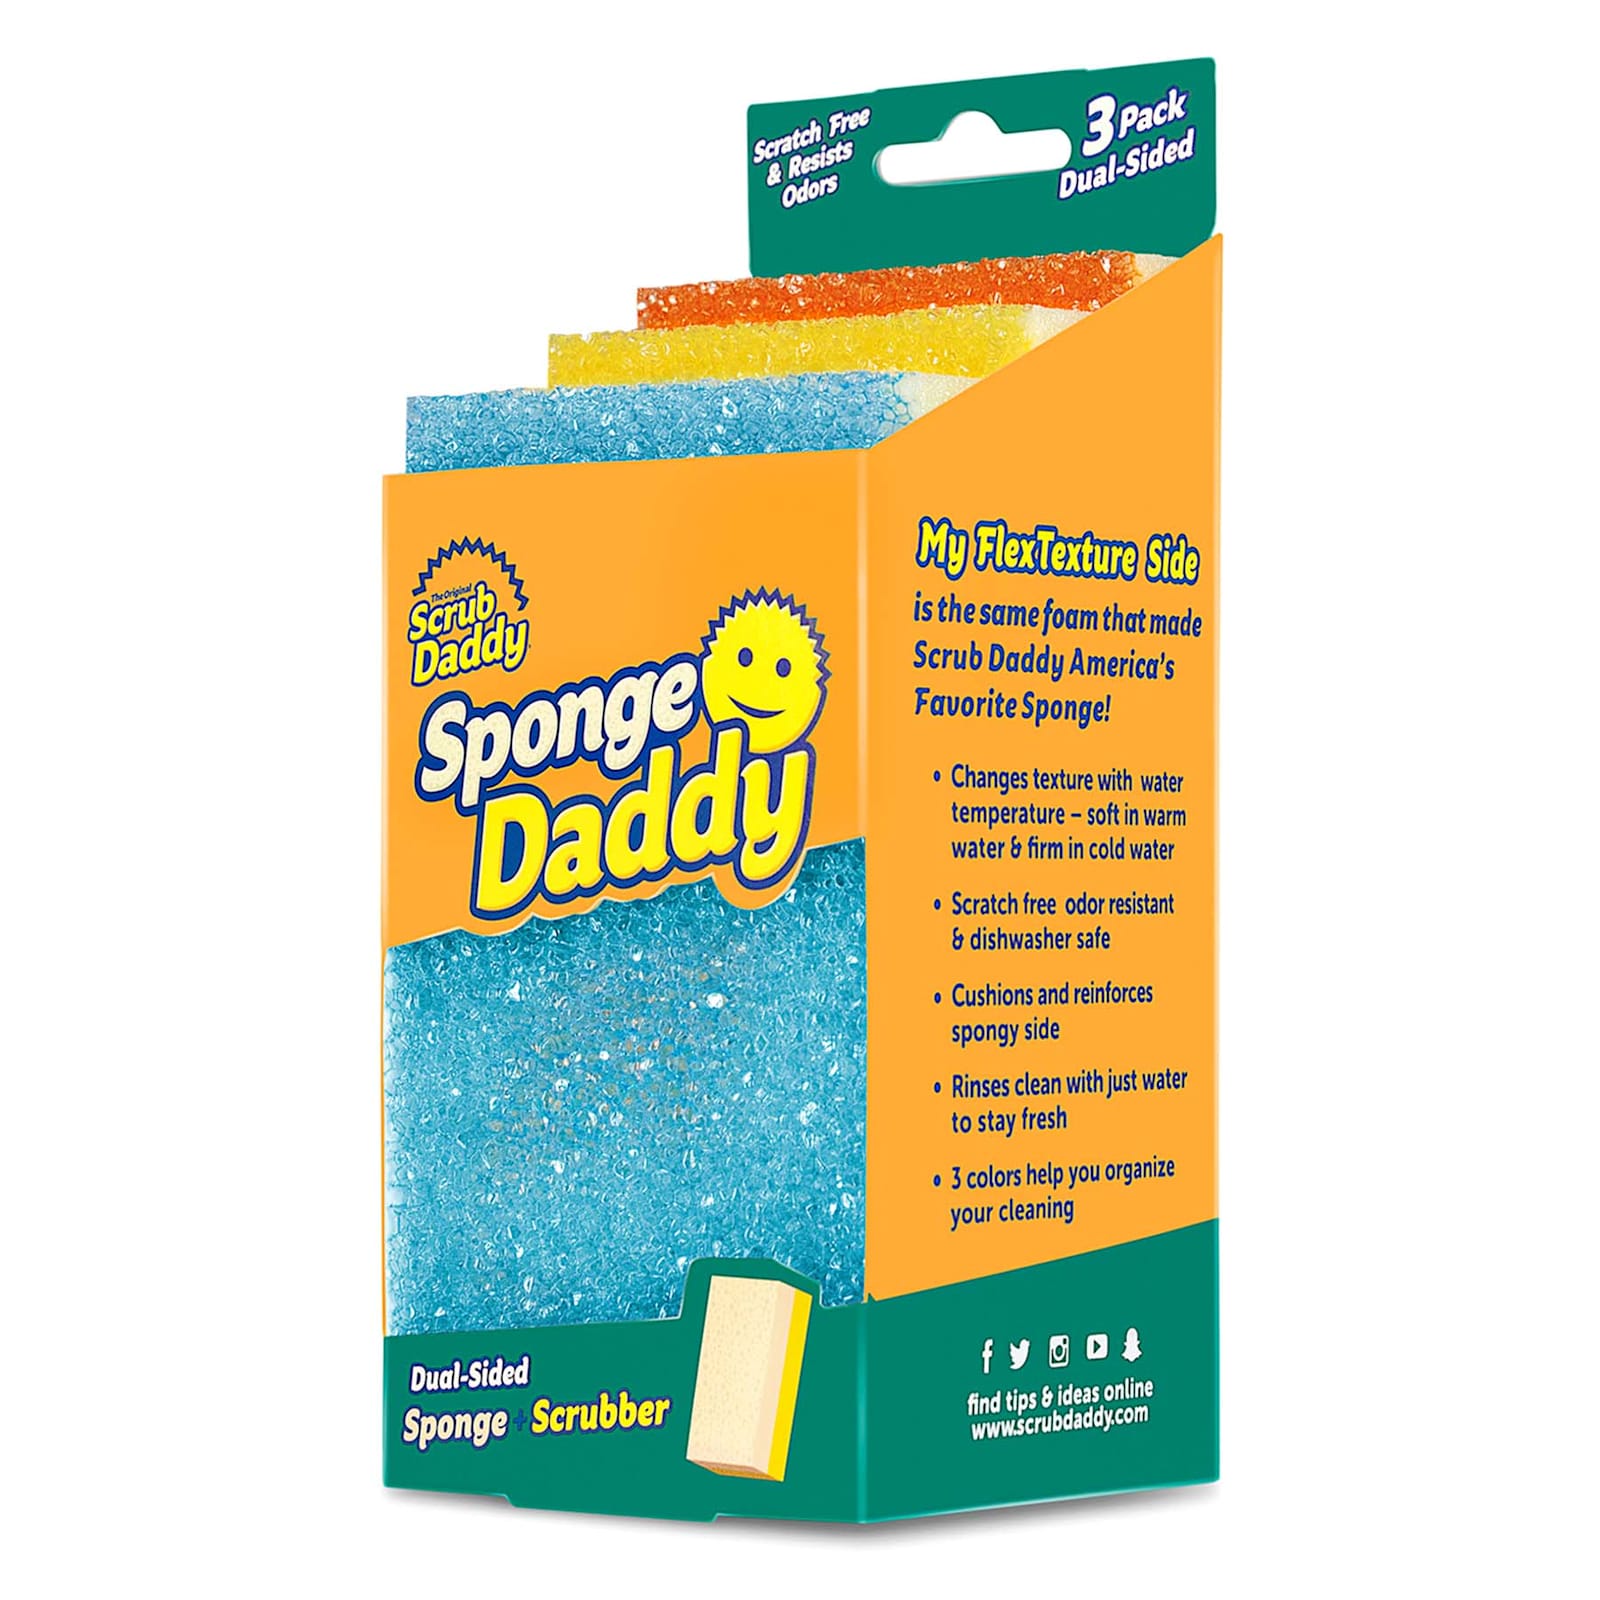 Scratch Free
& Resists
Odors
3 Pack
Dual-Sided
The Original
Scrub
Daddy
Sponge
Daddy
Dual-Sided
Sponge + Scrubber
My FlexTexture Side
is the same foam that made
Scrub Daddy America's
Favorite Sponge!
• Changes texture with water
temperature – soft in warm
water & firm in cold water
• Scratch free odor resistant
& dishwasher safe
• Cushions and reinforces
spongy side
• Rinses clean with just water
to stay fresh
• 3 colors help you organize
your cleaning
find tips & ideas online
www.scrubdaddy.com